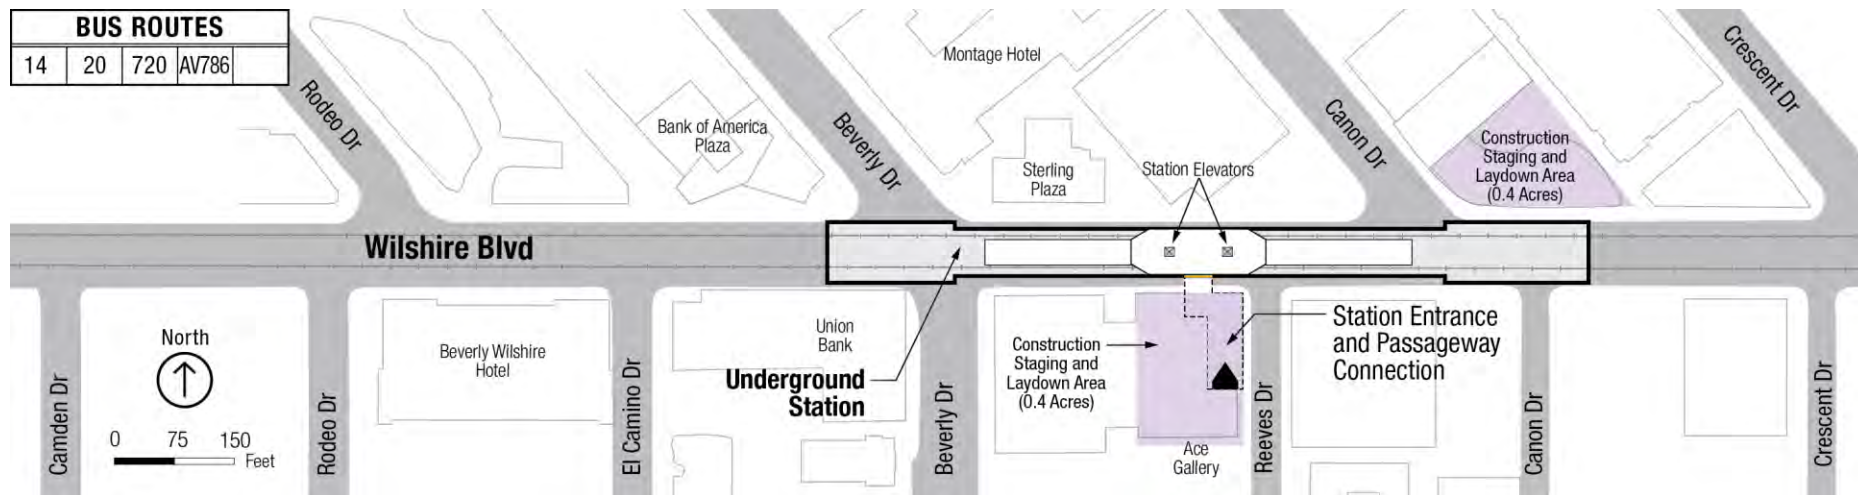 BUS ROUTES
14 20 720 AV786
Rodeo Dr
Bank of America
Plaza
Beverly Dr
Montage Hotel
Sterling
Plaza
Station Elevators
Canon Dr
Construction
Staging and
Laydown Area
(0.4 Acres)
Crescent Dr
Wilshire Blvd
North
0 75 150
Feet
Camden Dr
Rodeo Dr
Beverly Wilshire
Hotel
El Camino Dr
Union
Bank
Underground
Station
Beverly Dr
Construction
Staging and
Laydown Area
(0.4 Acres)
Ace
Gallery
Reeves Dr
Station Entrance
and Passageway
Connection
Canon Dr
Crescent Dr